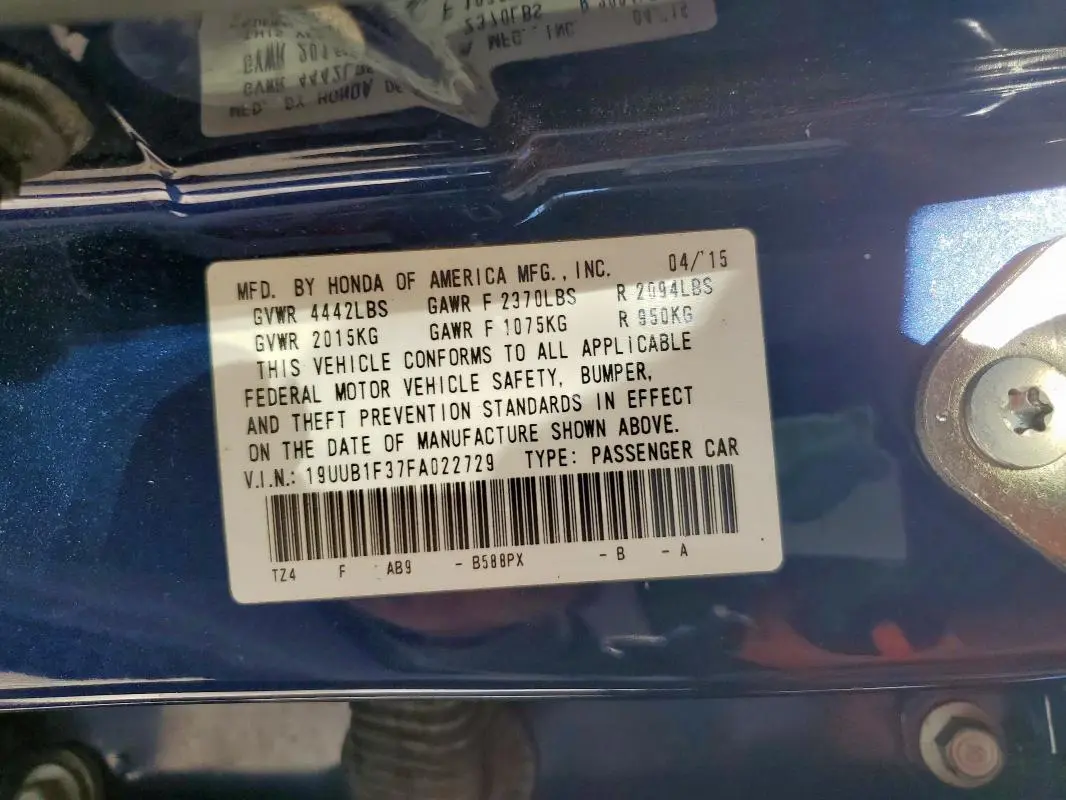 MFD. BY HONDA OF AMERICA MFG., INC. 04/'15
GVWR 4442LBS GAWR F 2370LBS R 2094LBS
GVWR 2015KG GAWR F 1075KG R 950KG
THIS VEHICLE CONFORMS TO ALL APPLICABLE
FEDERAL MOTOR VEHICLE SAFETY, BUMPER,
AND THEFT PREVENTION STANDARDS IN EFFECT
ON THE DATE OF MANUFACTURE SHOWN ABOVE.
V.I.N.: 19UUB1F37FA022729 TYPE: PASSENGER CAR
TZ4 F AB9 - B588PX - B - A